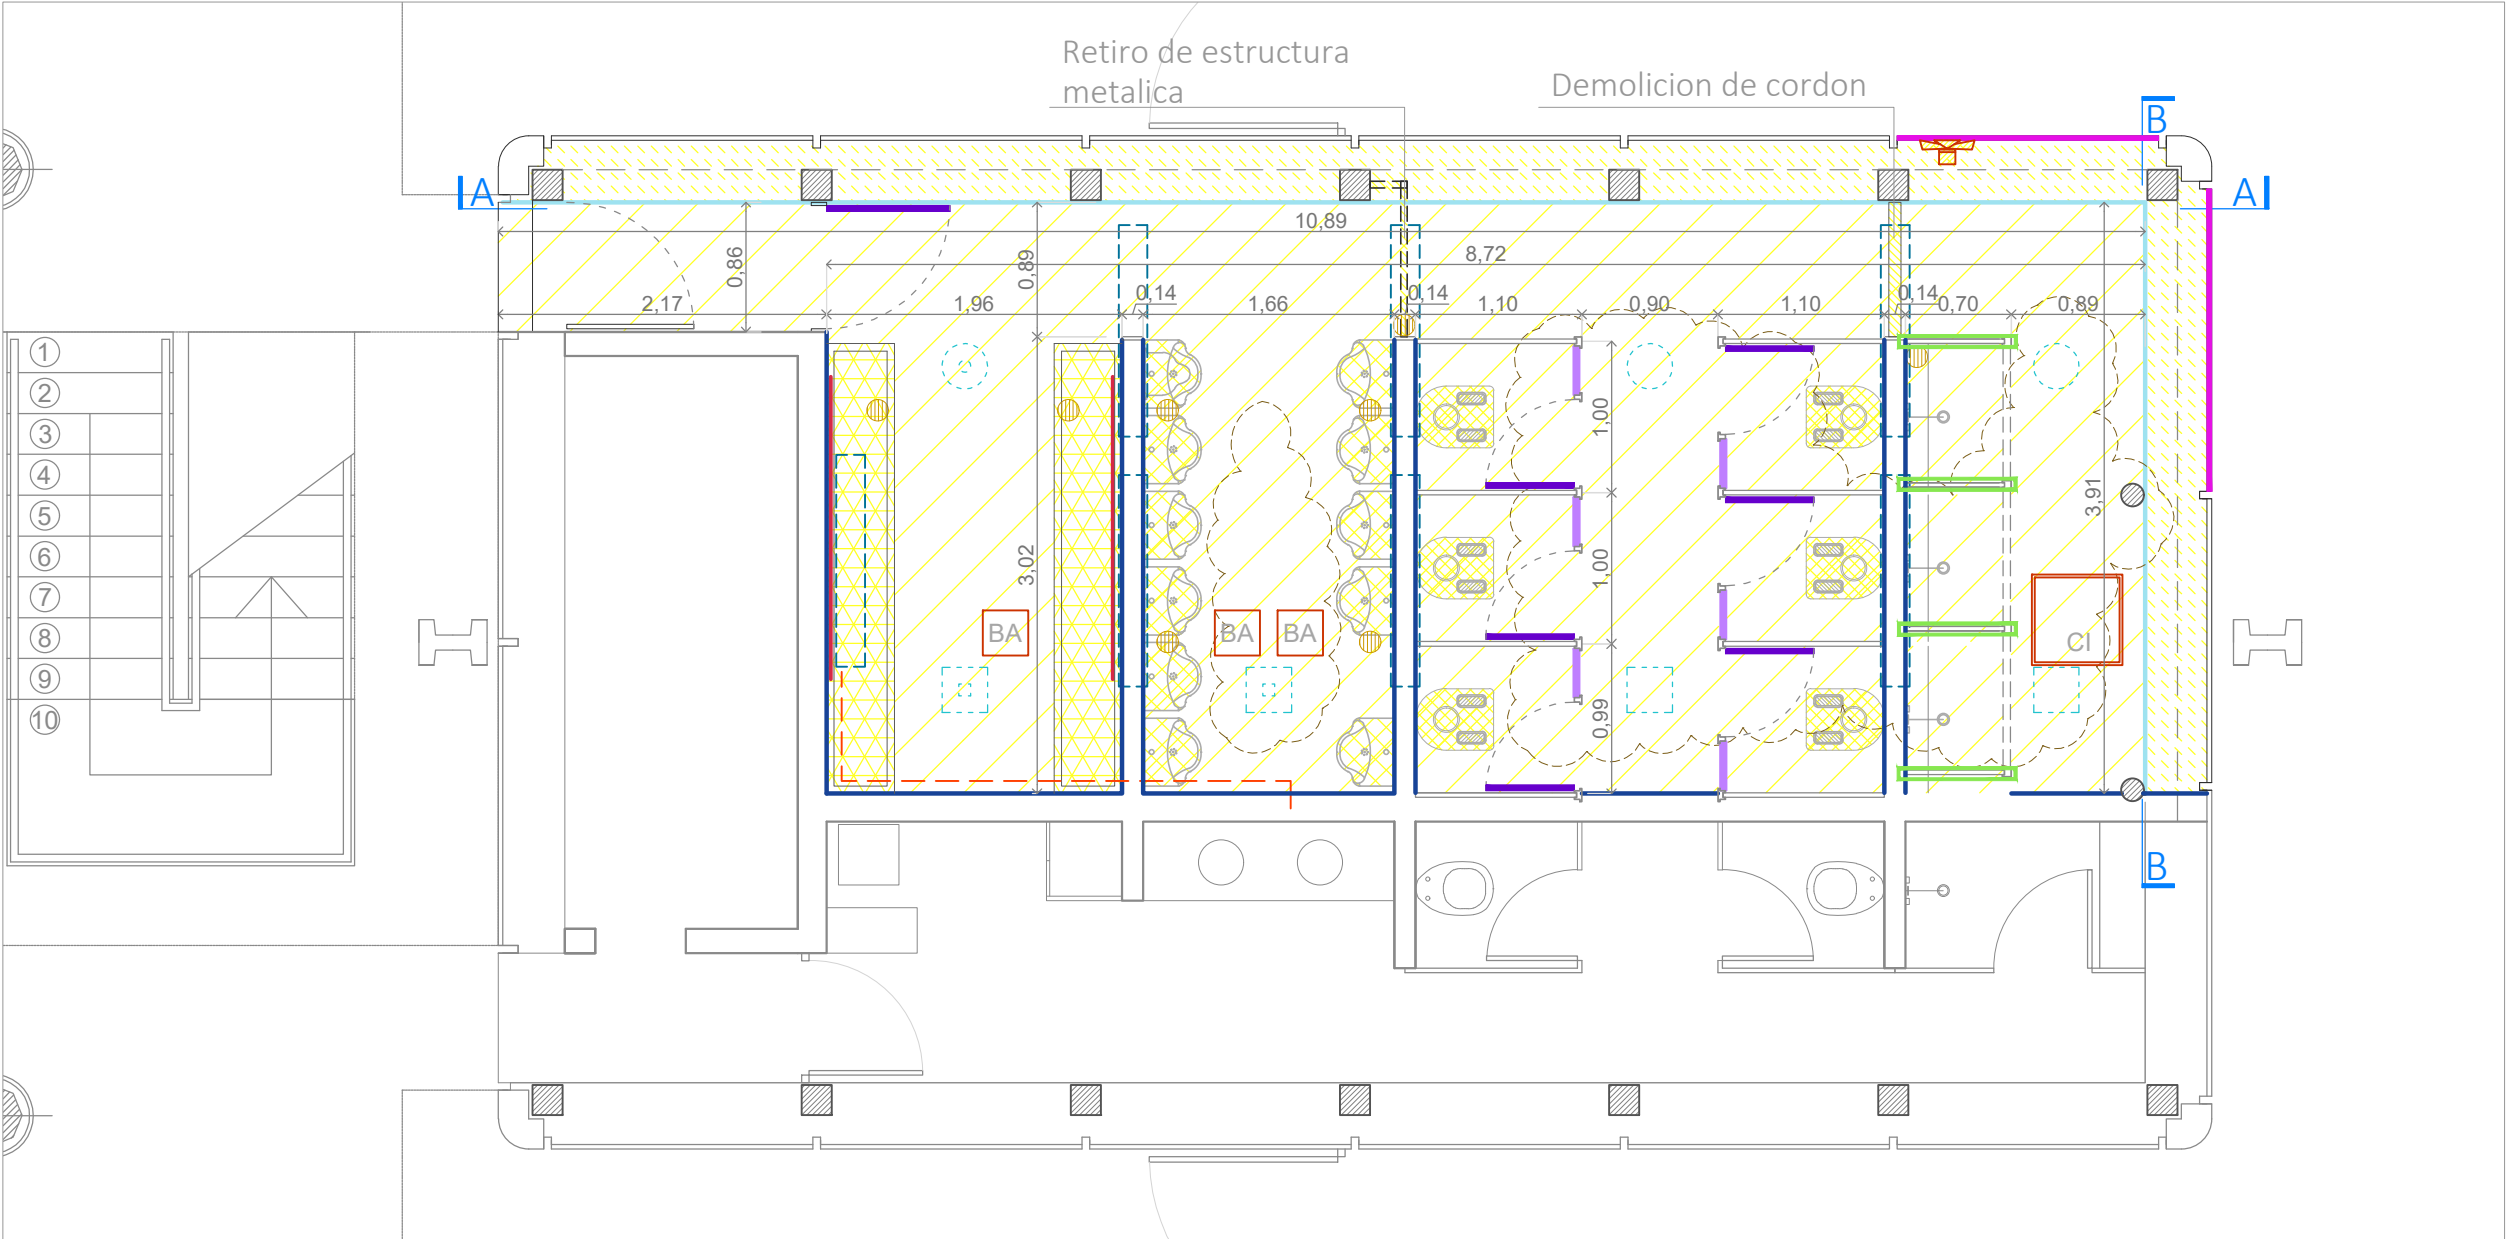 Retiro de estructura
metalica
Demolicion de cordon
B
A
A
10,89
8,72
0,86
0,89
2,17
1,96
0,14
1,66
0,14
1,10
0,90
1,10
0,14
0,70
0,89
1
2
3
4
5
6
7
8
9
10
1,00
3,91
3,02
1,00
BA
BA
BA
CI
0,99
B